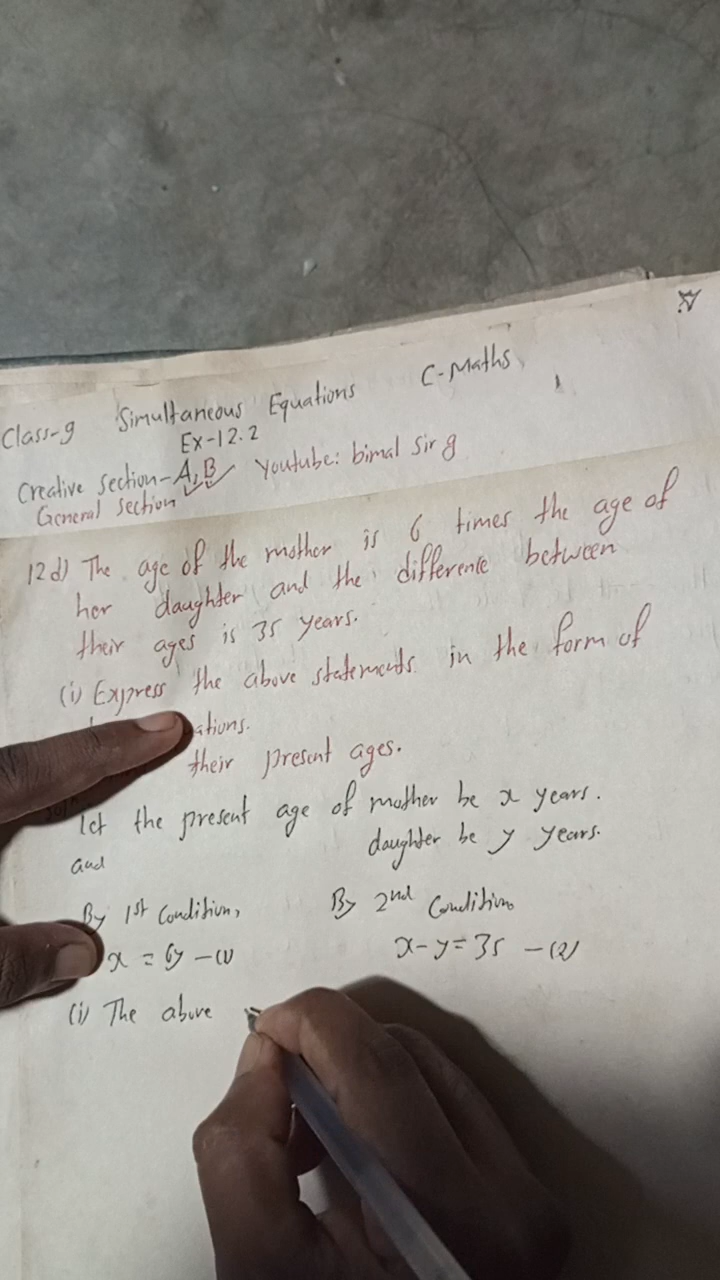 Class-9 Simultaneous Equations C-Maths
Ex-12.2
Creative section-A, B Youtube: bimal sir g
General section
12d) The age of the mother is 6 times the age of
her daughter and the difference between
their ages is 35 years.
(i) Express the above statements in the form of
ations.
their present ages.
let the present age of mother be x years.
and daughter be y years.
By 1st Condition, By 2nd Condition,
x = 6y -(1) x-y=35 -(2)
(i) The above